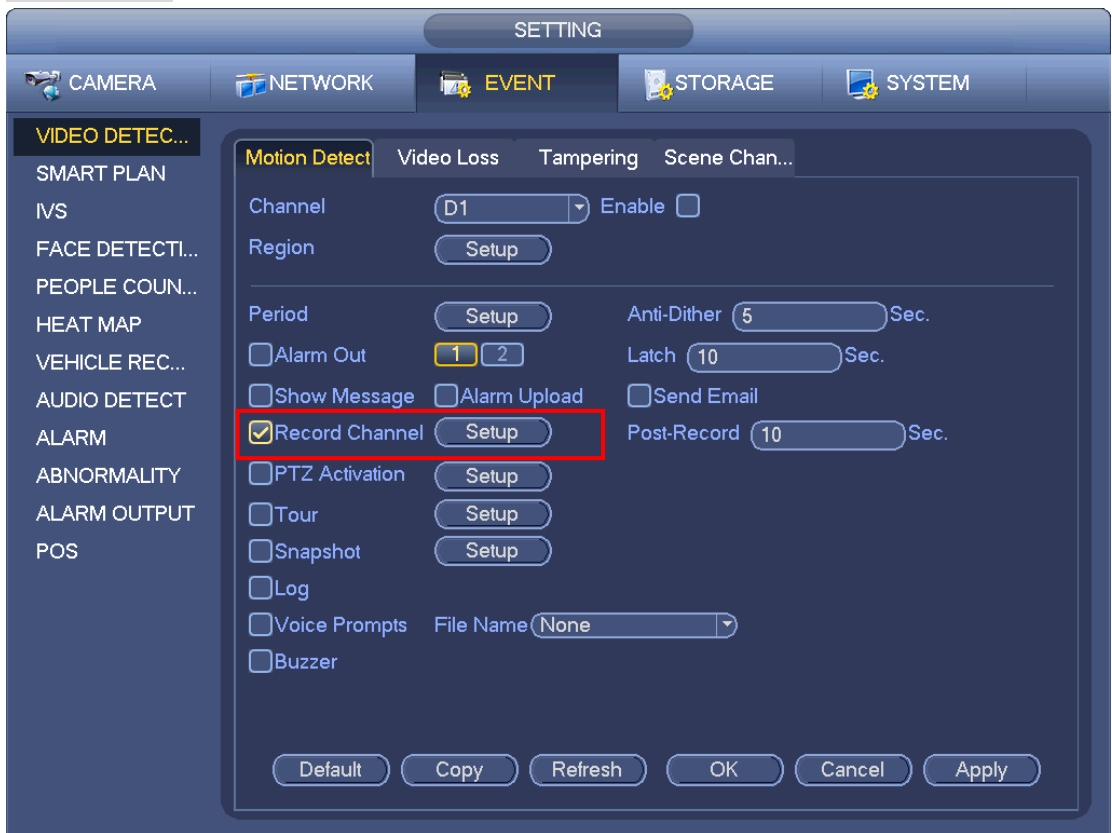 SETTING
CAMERA NETWORK EVENT STORAGE SYSTEM
VIDEO DETEC...
SMART PLAN
IVS
FACE DETECTI...
PEOPLE COUN...
HEAT MAP
VEHICLE REC...
AUDIO DETECT
ALARM
ABNORMALITY
ALARM OUTPUT
POS
Motion Detect Video Loss Tampering Scene Chan...
Channel D1 Enable
Region Setup
Period Setup Anti-Dither 5 Sec.
Alarm Out 1 2 Latch 10 Sec.
Show Message Alarm Upload Send Email
Record Channel Setup Post-Record 10 Sec.
PTZ Activation Setup
Tour Setup
Snapshot Setup
Log
Voice Prompts File Name None
Buzzer
Default Copy Refresh OK Cancel Apply